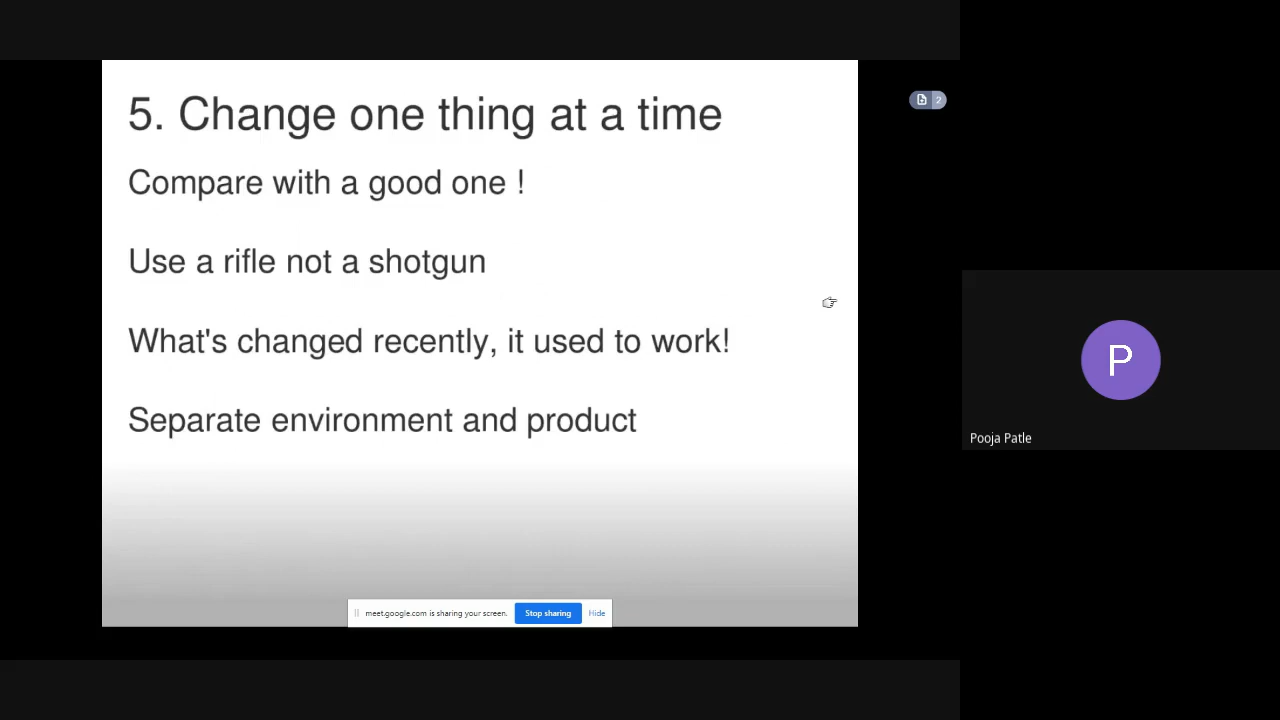 5. Change one thing at a time
Compare with a good one !
Use a rifle not a shotgun
What's changed recently, it used to work!
Separate environment and product
meet.google.com is sharing your screen.
Stop sharing
Hide
2
P
Pooja Patle